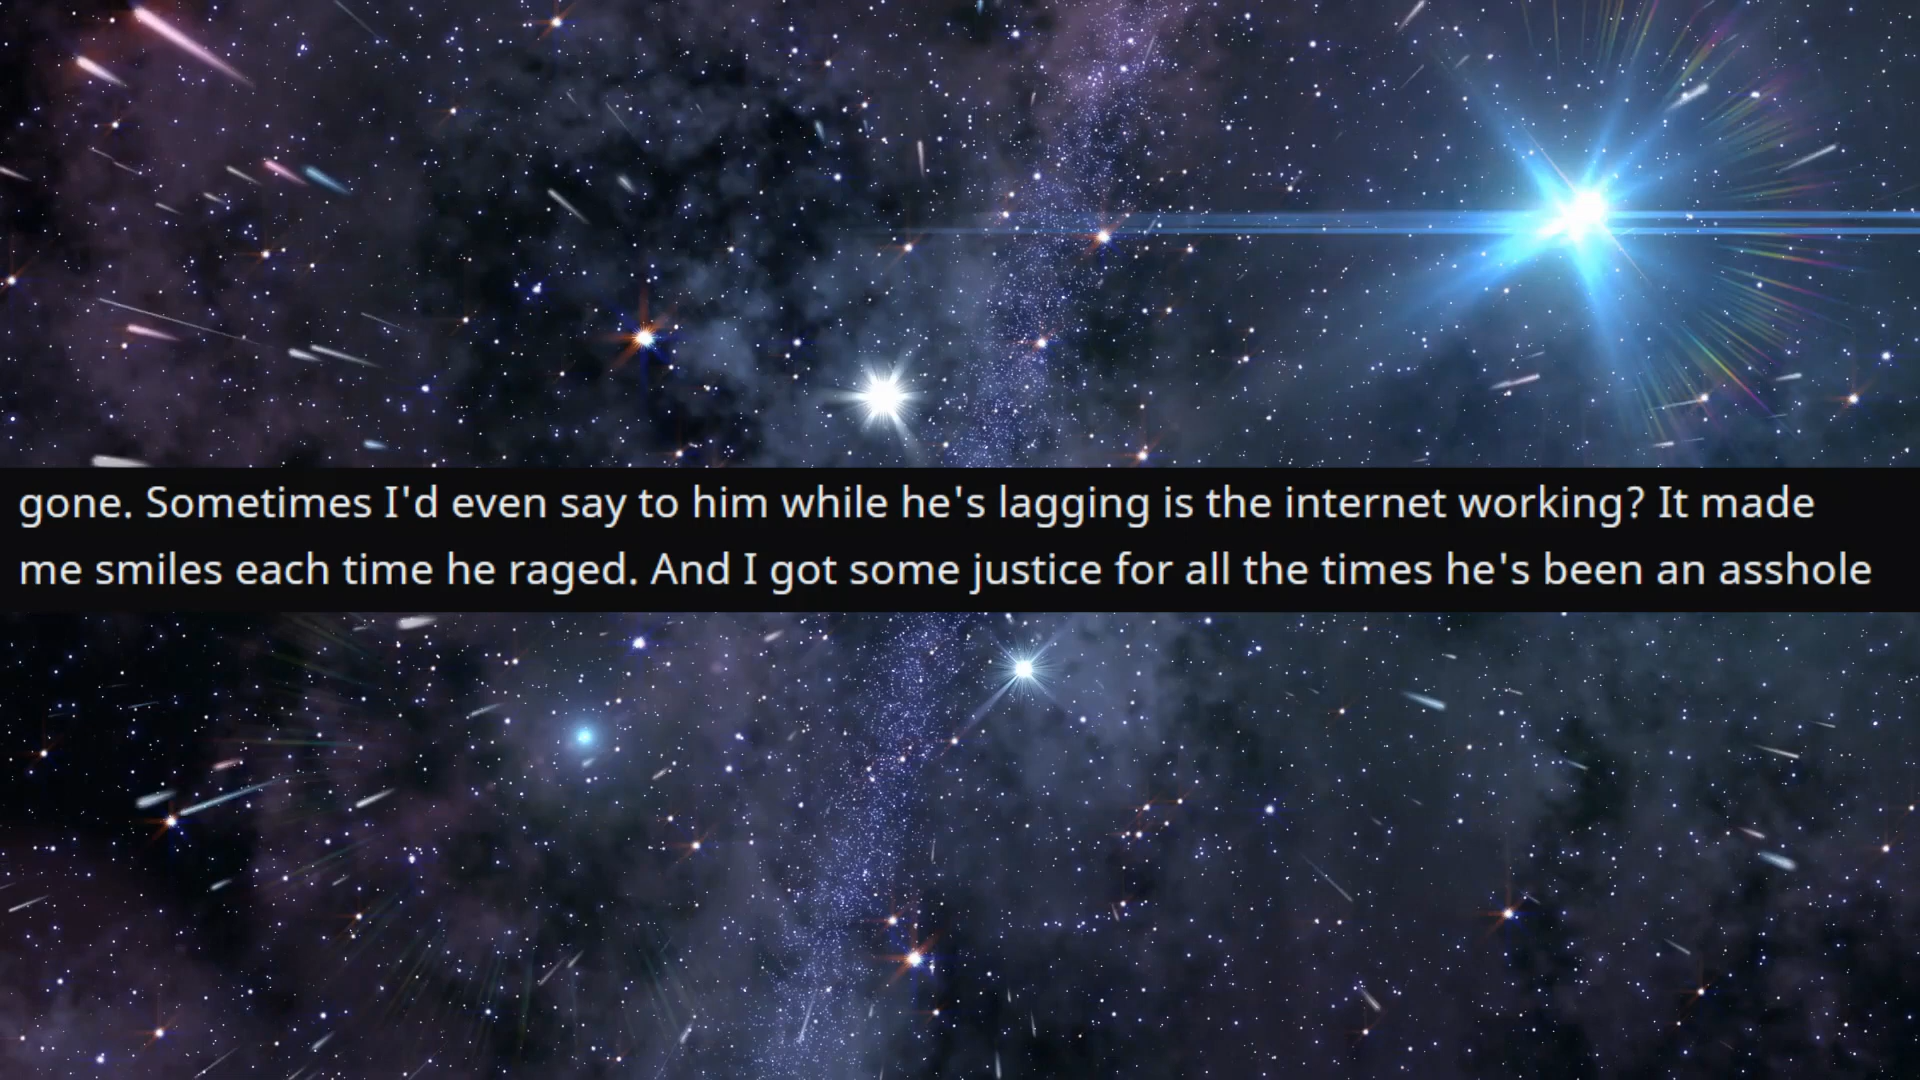 gone. Sometimes I'd even say to him while he's lagging is the internet working? It made
me smiles each time he raged. And I got some justice for all the times he's been an asshole